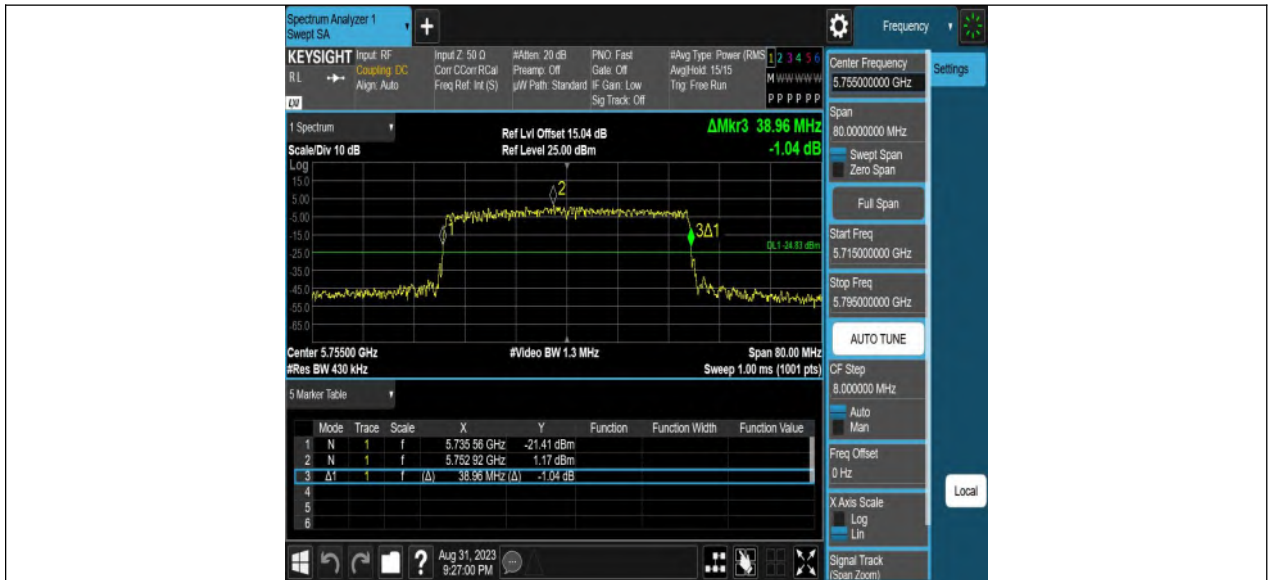 Spectrum Analyzer 1
Swept SA
+
Frequency
KEYSIGHT Input: RF
RL
Coupling: DC
Align: Auto
LXI
Input Z: 50 Ω
Corr CCorr RCal
Freq Ref: Int (S)
#Atten: 20 dB
Preamp: Off
µW Path: Standard
PNO: Fast
Gate: Off
IF Gain: Low
Sig Track: Off
#Avg Type: Power (RMS
Avg|Hold: 15/15
Trig: Free Run
1 2 3 4 5 6
M W W W W W
P P P P P P
Center Frequency
5.755000000 GHz
Settings
Span
80.0000000 MHz
Swept Span
Zero Span
Full Span
Start Freq
5.715000000 GHz
Stop Freq
5.795000000 GHz
AUTO TUNE
CF Step
8.000000 MHz
Auto
Man
Freq Offset
0 Hz
X Axis Scale
Log
Lin
Signal Track
(Span Zoom)
Local
1 Spectrum
Scale/Div 10 dB
Ref Lvl Offset 15.04 dB
Ref Level 25.00 dBm
ΔMkr3 38.96 MHz
-1.04 dB
Log
15.0
5.00
-5.00
-15.0
-25.0
-35.0
-45.0
-55.0
-65.0
2
1
3Δ1
DL1 -24.83 dBm
Center 5.75500 GHz
#Res BW 430 kHz
#Video BW 1.3 MHz
Span 80.00 MHz
Sweep 1.00 ms (1001 pts)
5 Marker Table
Mode Trace Scale X Y Function Function Width Function Value
1 N 1 f 5.735 56 GHz -21.41 dBm
2 N 1 f 5.752 92 GHz 1.17 dBm
3 Δ1 1 f (Δ) 38.96 MHz (Δ) -1.04 dB
4
5
6
?
Aug 31, 2023
9:27:00 PM